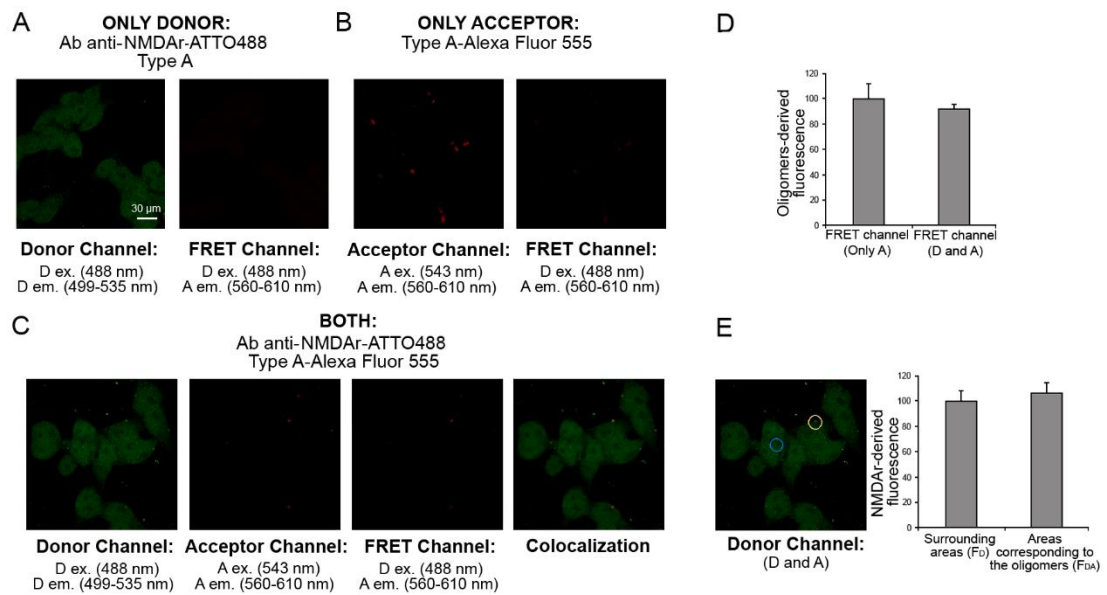 A
ONLY DONOR:
Ab anti-NMDAr-ATTO488
Type A
30 µm
Donor Channel:
D ex. (488 nm)
D em. (499-535 nm)
FRET Channel:
D ex. (488 nm)
A em. (560-610 nm)
B
ONLY ACCEPTOR:
Type A-Alexa Fluor 555
Acceptor Channel:
A ex. (543 nm)
A em. (560-610 nm)
FRET Channel:
D ex. (488 nm)
A em. (560-610 nm)
C
BOTH:
Ab anti-NMDAr-ATTO488
Type A-Alexa Fluor 555
Donor Channel:
D ex. (488 nm)
D em. (499-535 nm)
Acceptor Channel:
A ex. (543 nm)
A em. (560-610 nm)
FRET Channel:
D ex. (488 nm)
A em. (560-610 nm)
Colocalization
D
Oligomers-derived
fluorescence
120
100
80
60
40
20
0
FRET channel
(Only A)
FRET channel
(D and A)
E
Donor Channel:
(D and A)
NMDAr-derived
fluorescence
120
100
80
60
40
20
0
Surrounding
areas (FD)
Areas
corresponding to
the oligomers (FDA)